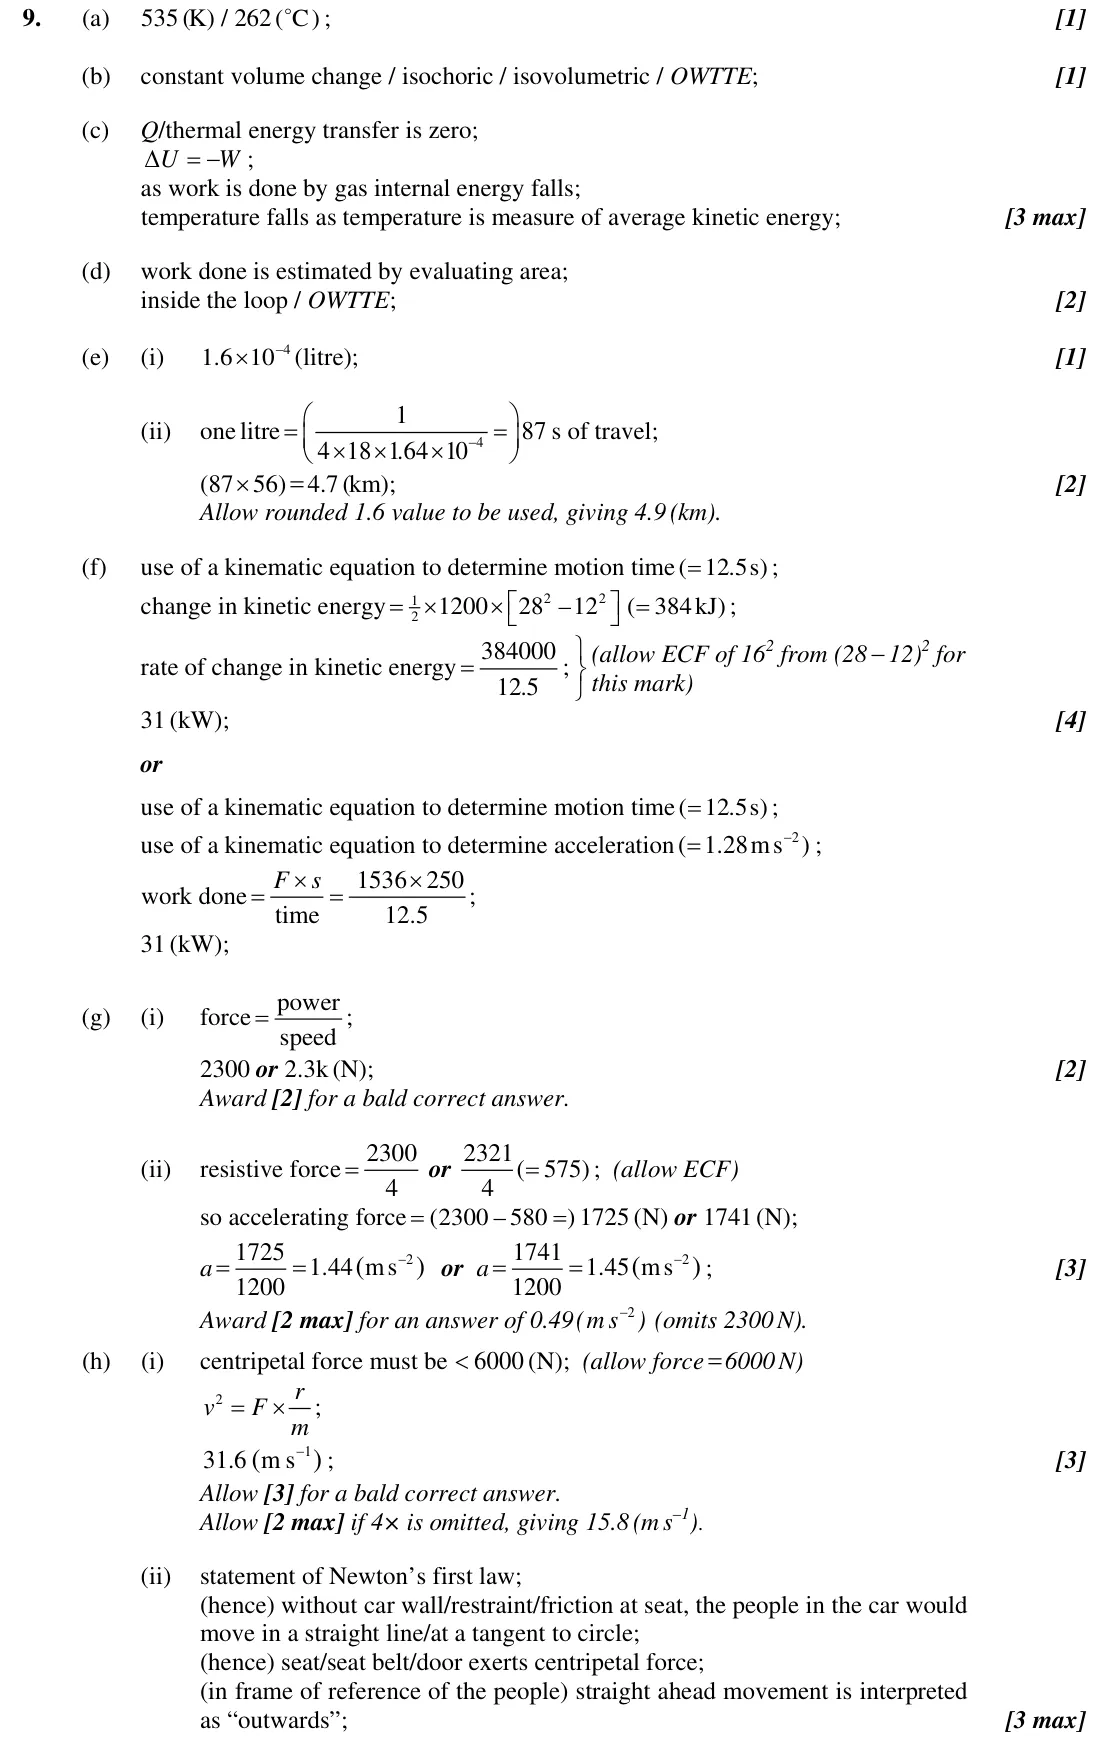 9. (a) 535 (K) / 262 (°C) ; [1]
(b) constant volume change / isochoric / isovolumetric / OWTTE; [1]
(c) Q/thermal energy transfer is zero;
ΔU = −W ;
as work is done by gas internal energy falls;
temperature falls as temperature is measure of average kinetic energy; [3 max]
(d) work done is estimated by evaluating area;
inside the loop / OWTTE; [2]
(e) (i) 1.6×10⁻⁴ (litre); [1]
(ii) one litre = (1/(4×18×1.64×10⁻⁴) =) 87 s of travel;
(87×56) = 4.7 (km); [2]
Allow rounded 1.6 value to be used, giving 4.9 (km).
(f) use of a kinematic equation to determine motion time (= 12.5s) ;
change in kinetic energy = ½ ×1200×[28² −12²] (= 384 kJ) ;
rate of change in kinetic energy = 384000/12.5 ; } (allow ECF of 16² from (28 – 12)² for
this mark)
31 (kW); [4]
or
use of a kinematic equation to determine motion time (= 12.5s) ;
use of a kinematic equation to determine acceleration (= 1.28 m s⁻²) ;
work done = F × s/time = 1536 × 250/12.5 ;
31 (kW);
(g) (i) force = power/speed ;
2300 or 2.3k (N); [2]
Award [2] for a bald correct answer.
(ii) resistive force = 2300/4 or 2321/4 (= 575) ; (allow ECF)
so accelerating force = (2300 – 580 =) 1725 (N) or 1741 (N);
a = 1725/1200 = 1.44 (m s⁻²) or a = 1741/1200 = 1.45 (m s⁻²) ; [3]
Award [2 max] for an answer of 0.49 (m s⁻²) (omits 2300 N).
(h) (i) centripetal force must be < 6000 (N); (allow force = 6000 N)
v² = F × r/m ;
31.6 (m s⁻¹) ; [3]
Allow [3] for a bald correct answer.
Allow [2 max] if 4× is omitted, giving 15.8 (m s⁻¹).
(ii) statement of Newton’s first law;
(hence) without car wall/restraint/friction at seat, the people in the car would
move in a straight line/at a tangent to circle;
(hence) seat/seat belt/door exerts centripetal force;
(in frame of reference of the people) straight ahead movement is interpreted
as “outwards”; [3 max]